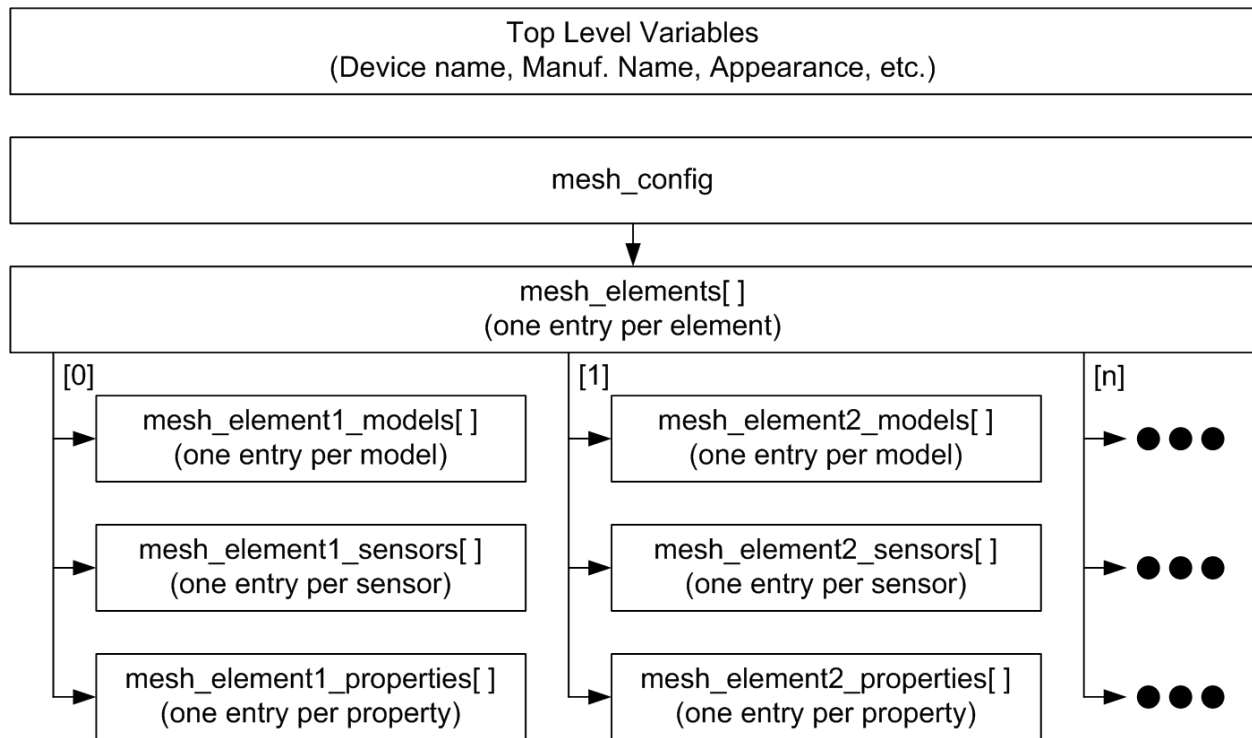 Top Level Variables
(Device name, Manuf. Name, Appearance, etc.)
mesh_config
mesh_elements[ ]
(one entry per element)
[0]
[1]
[n]
mesh_element1_models[ ]
(one entry per model)
mesh_element2_models[ ]
(one entry per model)
mesh_element1_sensors[ ]
(one entry per sensor)
mesh_element2_sensors[ ]
(one entry per sensor)
mesh_element1_properties[ ]
(one entry per property)
mesh_element2_properties[ ]
(one entry per property)